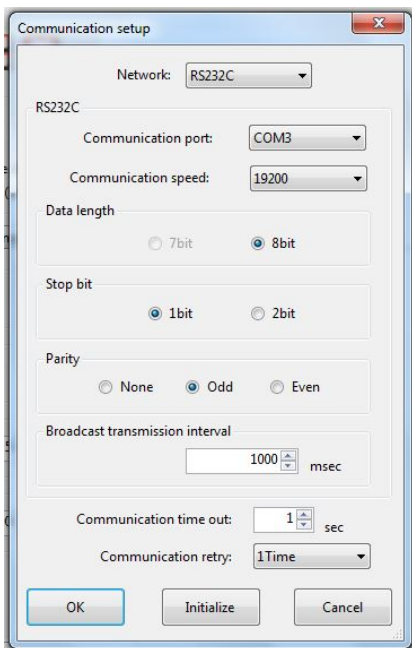 Communication setup
Network: RS232C
RS232C
Communication port: COM3
Communication speed: 19200
Data length
7bit 8bit
Stop bit
1bit 2bit
Parity
None Odd Even
Broadcast transmission interval
1000 msec
Communication time out: 1 sec
Communication retry: 1Time
OK Initialize Cancel